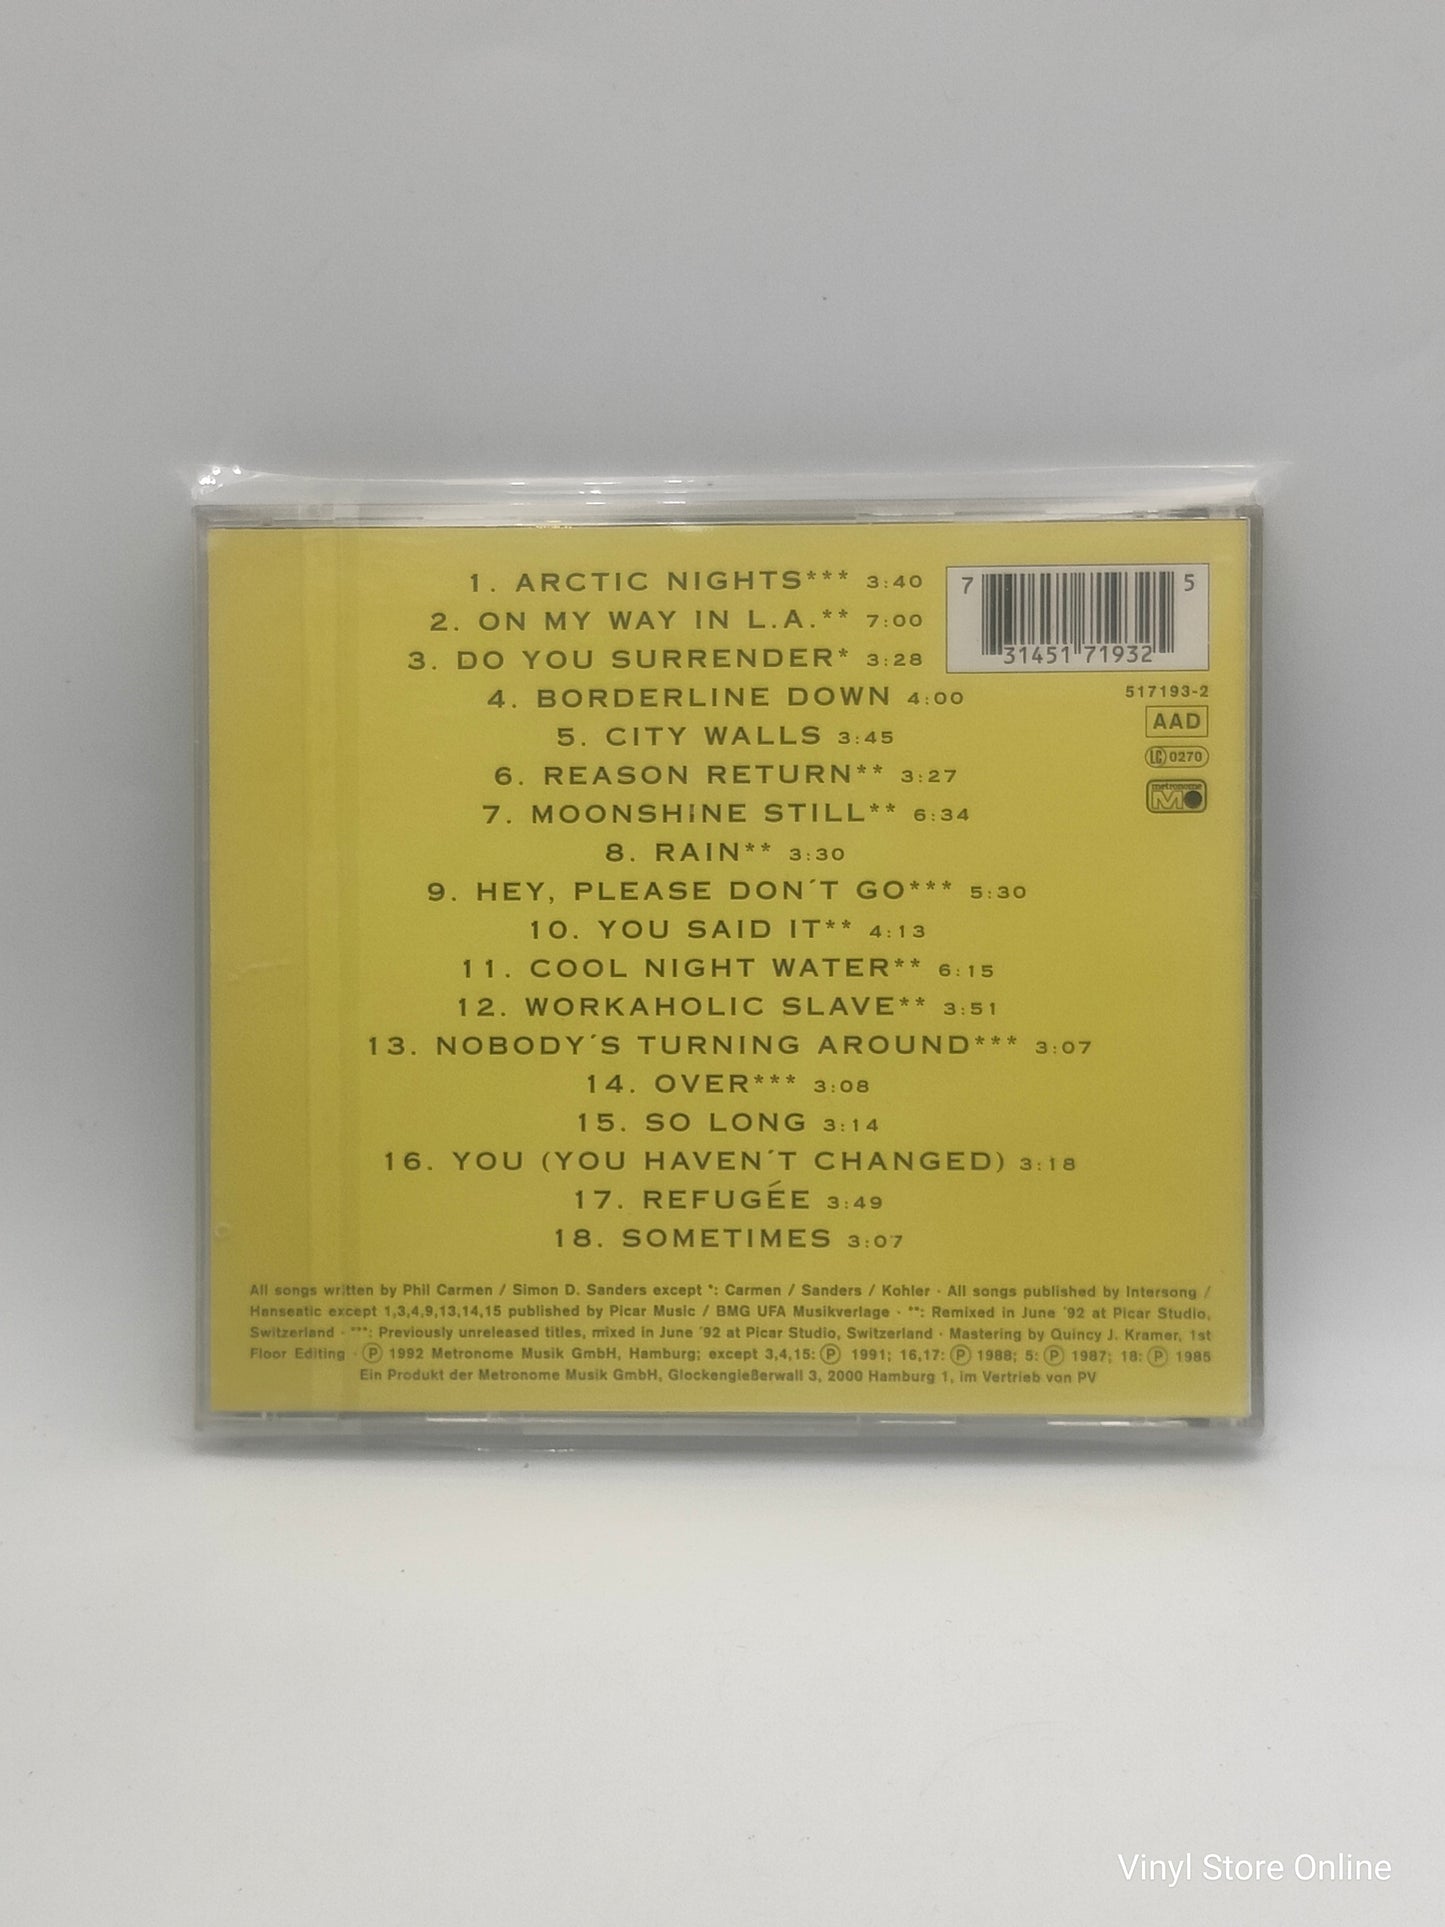 1. ARCTIC NIGHTS*** 3:40
2. ON MY WAY IN L.A.** 7:00
3. DO YOU SURRENDER* 3:28
4. BORDERLINE DOWN 4:00
5. CITY WALLS 3:45
6. REASON RETURN** 3:27
7. MOONSHINE STILL** 6:34
8. RAIN** 3:30
9. HEY, PLEASE DON´T GO*** 5:30
10. YOU SAID IT** 4:13
11. COOL NIGHT WATER** 6:15
12. WORKAHOLIC SLAVE** 3:51
13. NOBODY´S TURNING AROUND*** 3:07
14. OVER*** 3:08
15. SO LONG 3:14
16. YOU (YOU HAVEN´T CHANGED) 3:18
17. REFUGÉE 3:49
18. SOMETIMES 3:07
7 31451 71932 5
517193-2
AAD
LC 0270
metronome
All songs written by Phil Carmen / Simon D. Sanders except *: Carmen / Sanders / Kohler · All songs published by Intersong /
Hanseatic except 1,3,4,9,13,14,15 published by Picar Music / BMG UFA Musikverlage · **: Remixed in June ´92 at Picar Studio,
Switzerland · ***: Previously unreleased titles, mixed in June ´92 at Picar Studio, Switzerland · Mastering by Quincy J. Kramer, 1st
Floor Editing · Ⓟ 1992 Metronome Musik GmbH, Hamburg; except 3,4,15: Ⓟ 1991; 16,17: Ⓟ 1988; 5: Ⓟ 1987; 18: Ⓟ 1985
Ein Produkt der Metronome Musik GmbH, Glockengießerwall 3, 2000 Hamburg 1, im Vertrieb von PV
Vinyl Store Online